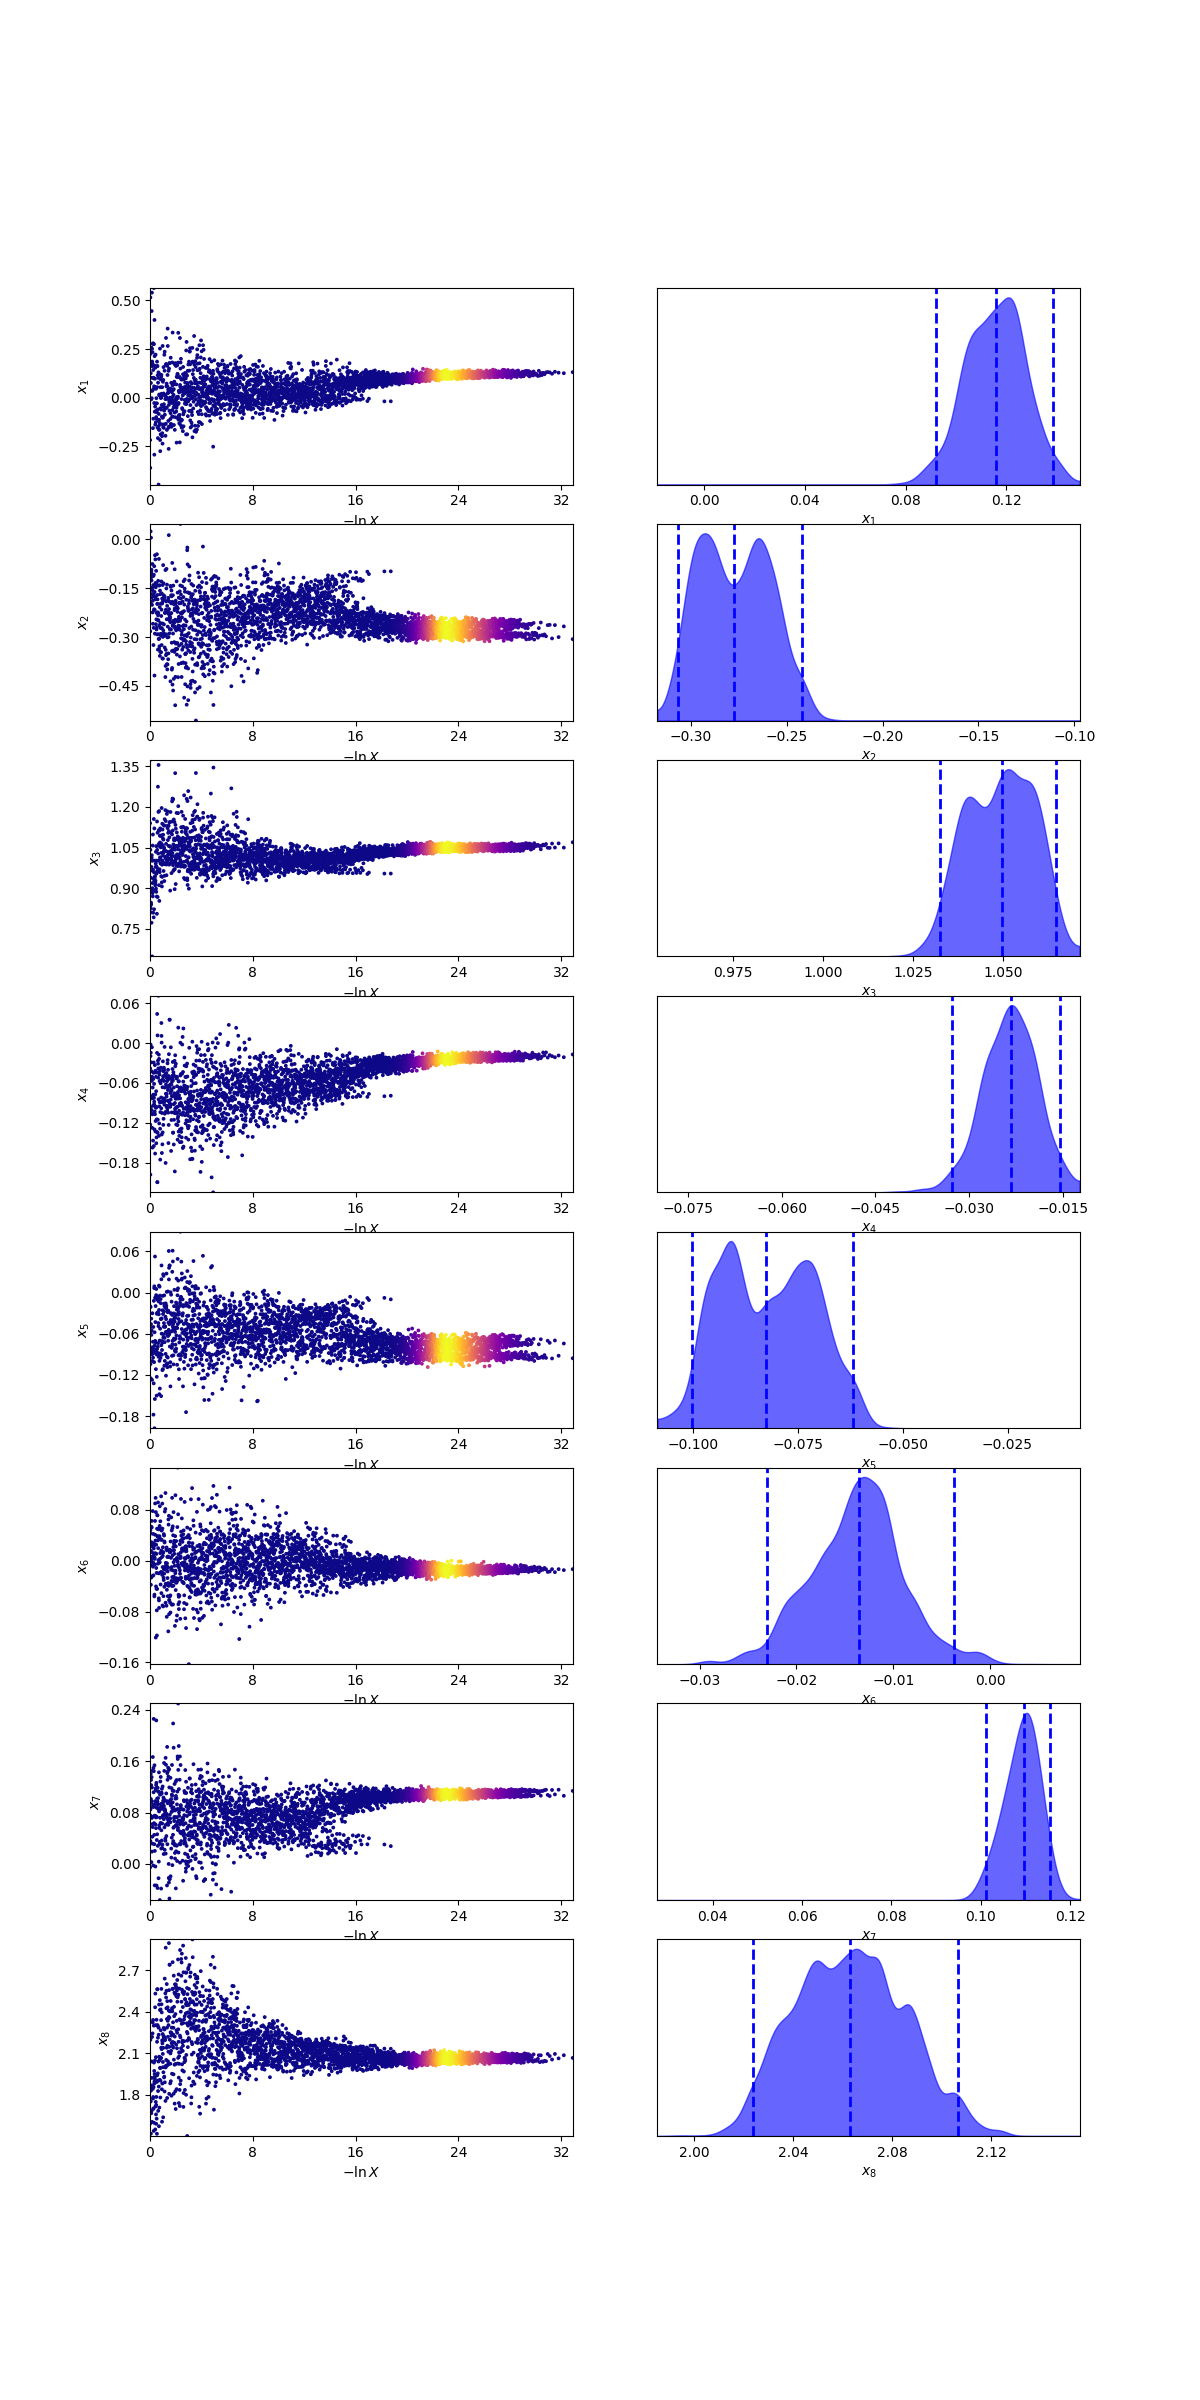 0.50
0.25
0.00
−0.25
x₁
0 8 16 24 32
−ln X
0.00 0.04 0.08 0.12
x₁
0.00
−0.15
−0.30
−0.45
x₂
0 8 16 24 32
−ln X
−0.30 −0.25 −0.20 −0.15 −0.10
x₂
1.35
1.20
1.05
0.90
0.75
x₃
0 8 16 24 32
−ln X
0.975 1.000 1.025 1.050
x₃
0.06
0.00
−0.06
−0.12
−0.18
x₄
0 8 16 24 32
−ln X
−0.075 −0.060 −0.045 −0.030 −0.015
x₄
0.06
0.00
−0.06
−0.12
−0.18
x₅
0 8 16 24 32
−ln X
−0.100 −0.075 −0.050 −0.025
x₅
0.08
0.00
−0.08
−0.16
x₆
0 8 16 24 32
−ln X
−0.03 −0.02 −0.01 0.00
x₆
0.24
0.16
0.08
0.00
x₇
0 8 16 24 32
−ln X
0.04 0.06 0.08 0.10 0.12
x₇
2.7
2.4
2.1
1.8
x₈
0 8 16 24 32
−ln X
2.00 2.04 2.08 2.12
x₈